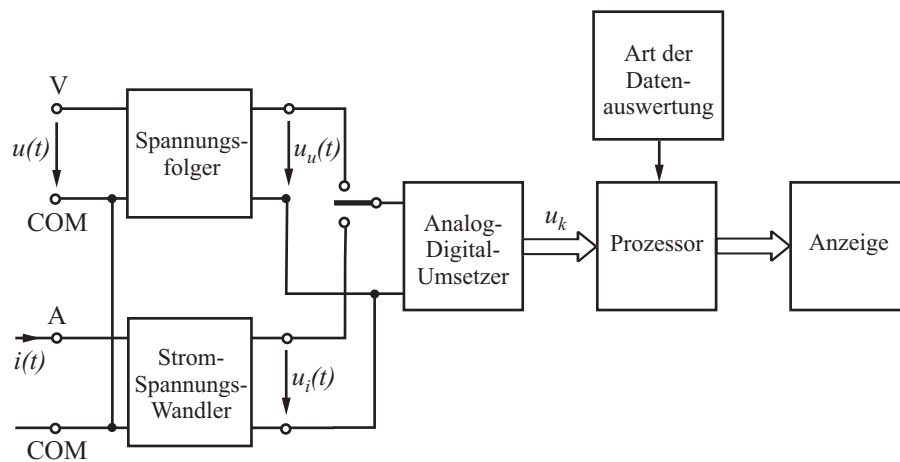 V
u(t)
COM
Spannungs-
folger
u_u(t)
A
i(t)
COM
Strom-
Spannungs-
Wandler
u_i(t)
Analog-
Digital-
Umsetzer
u_k
Art der
Daten-
auswertung
Prozessor
Anzeige